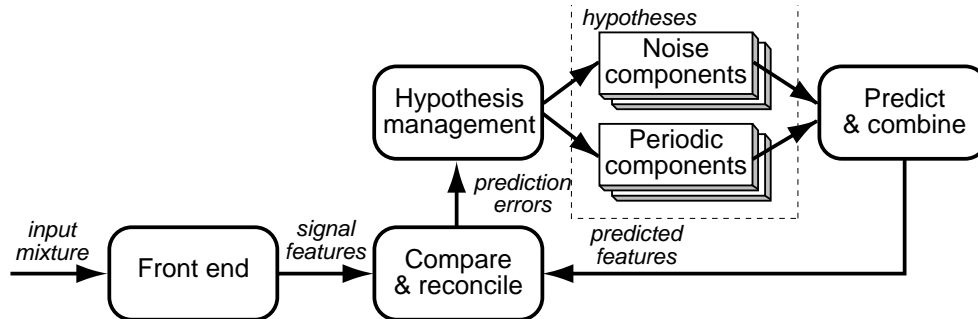 hypotheses
Noise
components
Periodic
components
Hypothesis
management
Predict
& combine
prediction
errors
input
mixture
Front end
signal
features
Compare
& reconcile
predicted
features